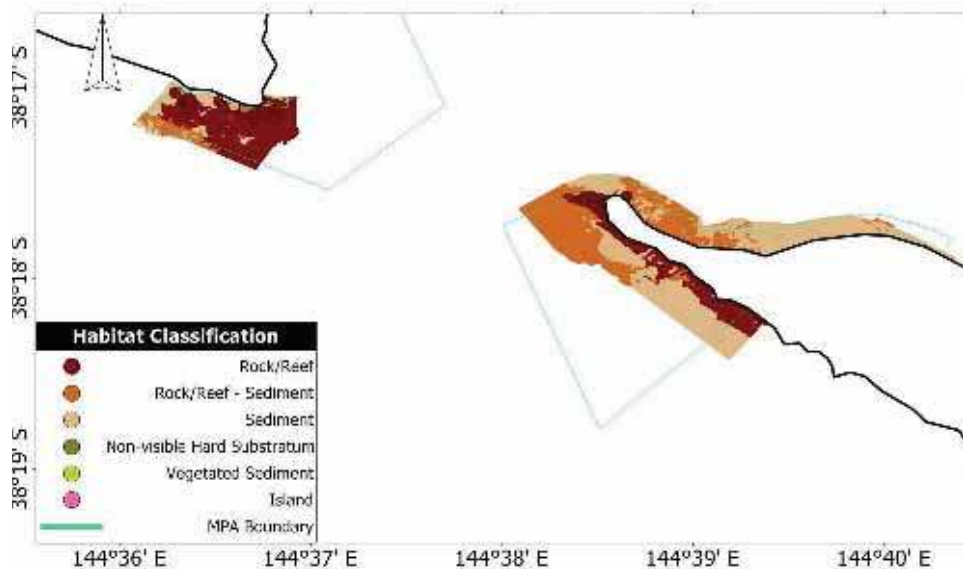 38°17' S
38°18' S
38°19' S
Habitat Classification
Rock/Reef
Rock/Reef - Sediment
Sediment
Non-visible Hard Substratum
Vegetated Sediment
Island
MPA Boundary
144°36' E 144°37' E 144°38' E 144°39' E 144°40' E